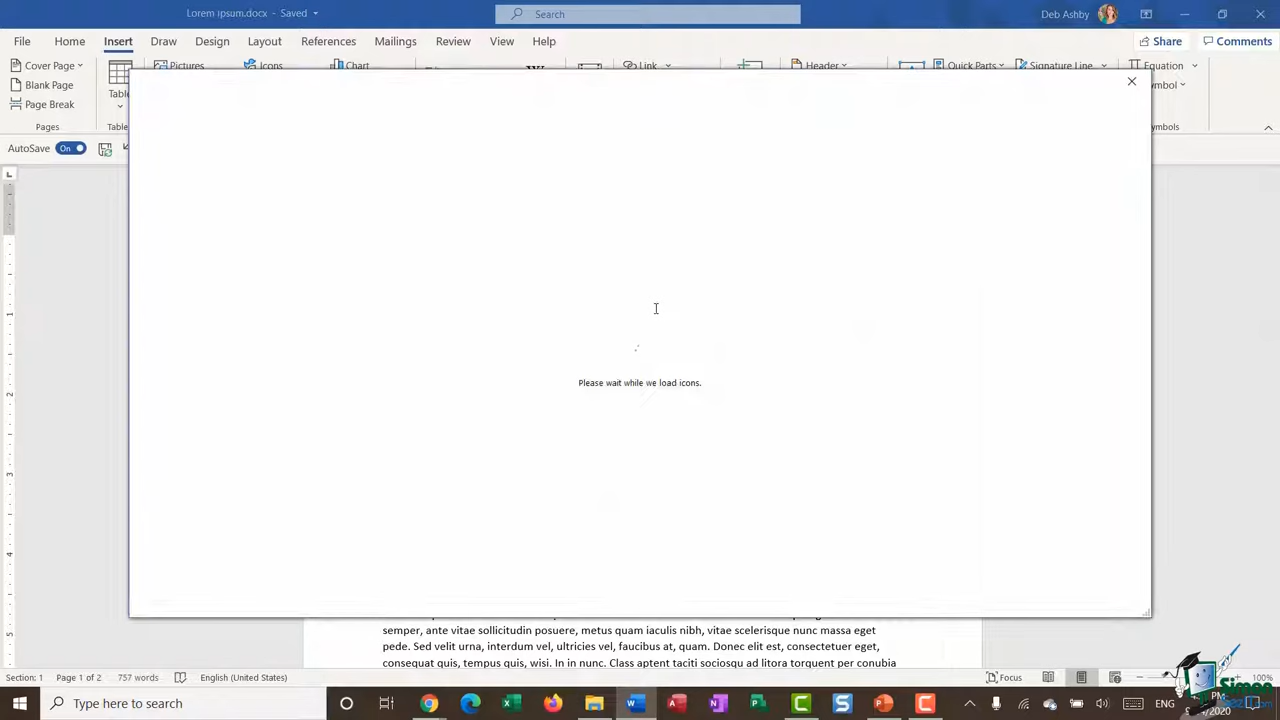 Lorem ipsum.docx - Saved
Search
Deb Ashby
File Home Insert Draw Design Layout References Mailings Review View Help
Share Comments
Cover Page Pictures Icons Chart Link Header Quick Parts Signature Line Equation
Blank Page
Page Break
Pages
AutoSave On
Please wait while we load icons.
semper, ante vitae sollicitudin posuere, metus quam iaculis nibh, vitae scelerisque nunc massa eget
pede. Sed velit urna, interdum vel, ultricies vel, faucibus at, quam. Donec elit est, consectetuer eget,
consequat quis, tempus quis, wisi. In in nunc. Class aptent taciti sociosqu ad litora torquent per conubia
Section: 1 Page 1 of 2 757 words English (United States) Focus 100%
Type here to search
ENG